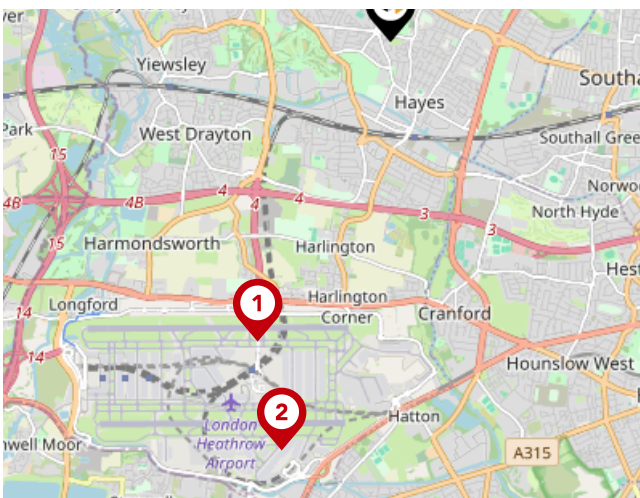 ver
Yiewsley
Southa
Hayes
Park
West Drayton
15
Southall Gree
4B
4B
4
4
4
3
Norwo
North Hyde
3
15
Harmondsworth
Harlington
Hest
Longford
1
Harlington
Corner
Cranford
14
14
Hounslow West
2
London
Heathrow
Airport
Hatton
nwell Moor
A315